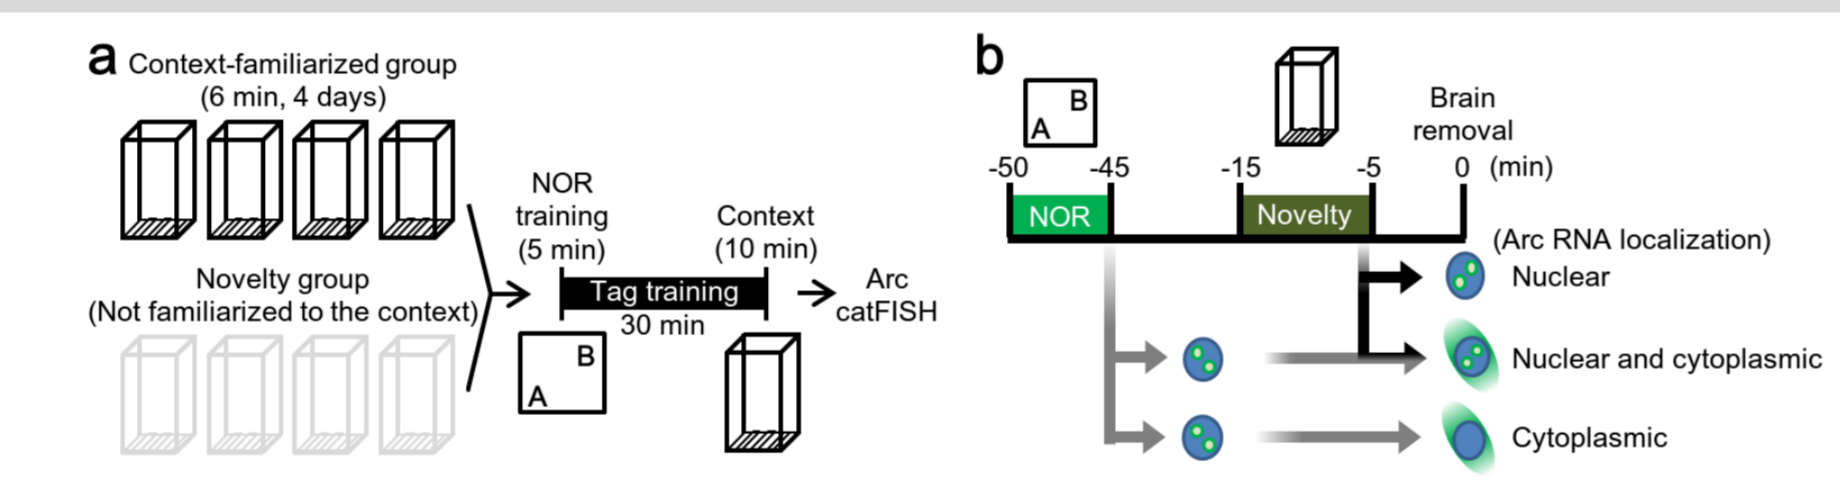 a
Context-familiarized group
(6 min, 4 days)
Novelty group
(Not familiarized to the context)
NOR
training
(5 min)
Context
(10 min)
Tag training
30 min
B
A
Arc
catFISH
b
B
A
Brain
removal
-50
-45
-15
-5
0
(min)
NOR
Novelty
(Arc RNA localization)
Nuclear
Nuclear and cytoplasmic
Cytoplasmic